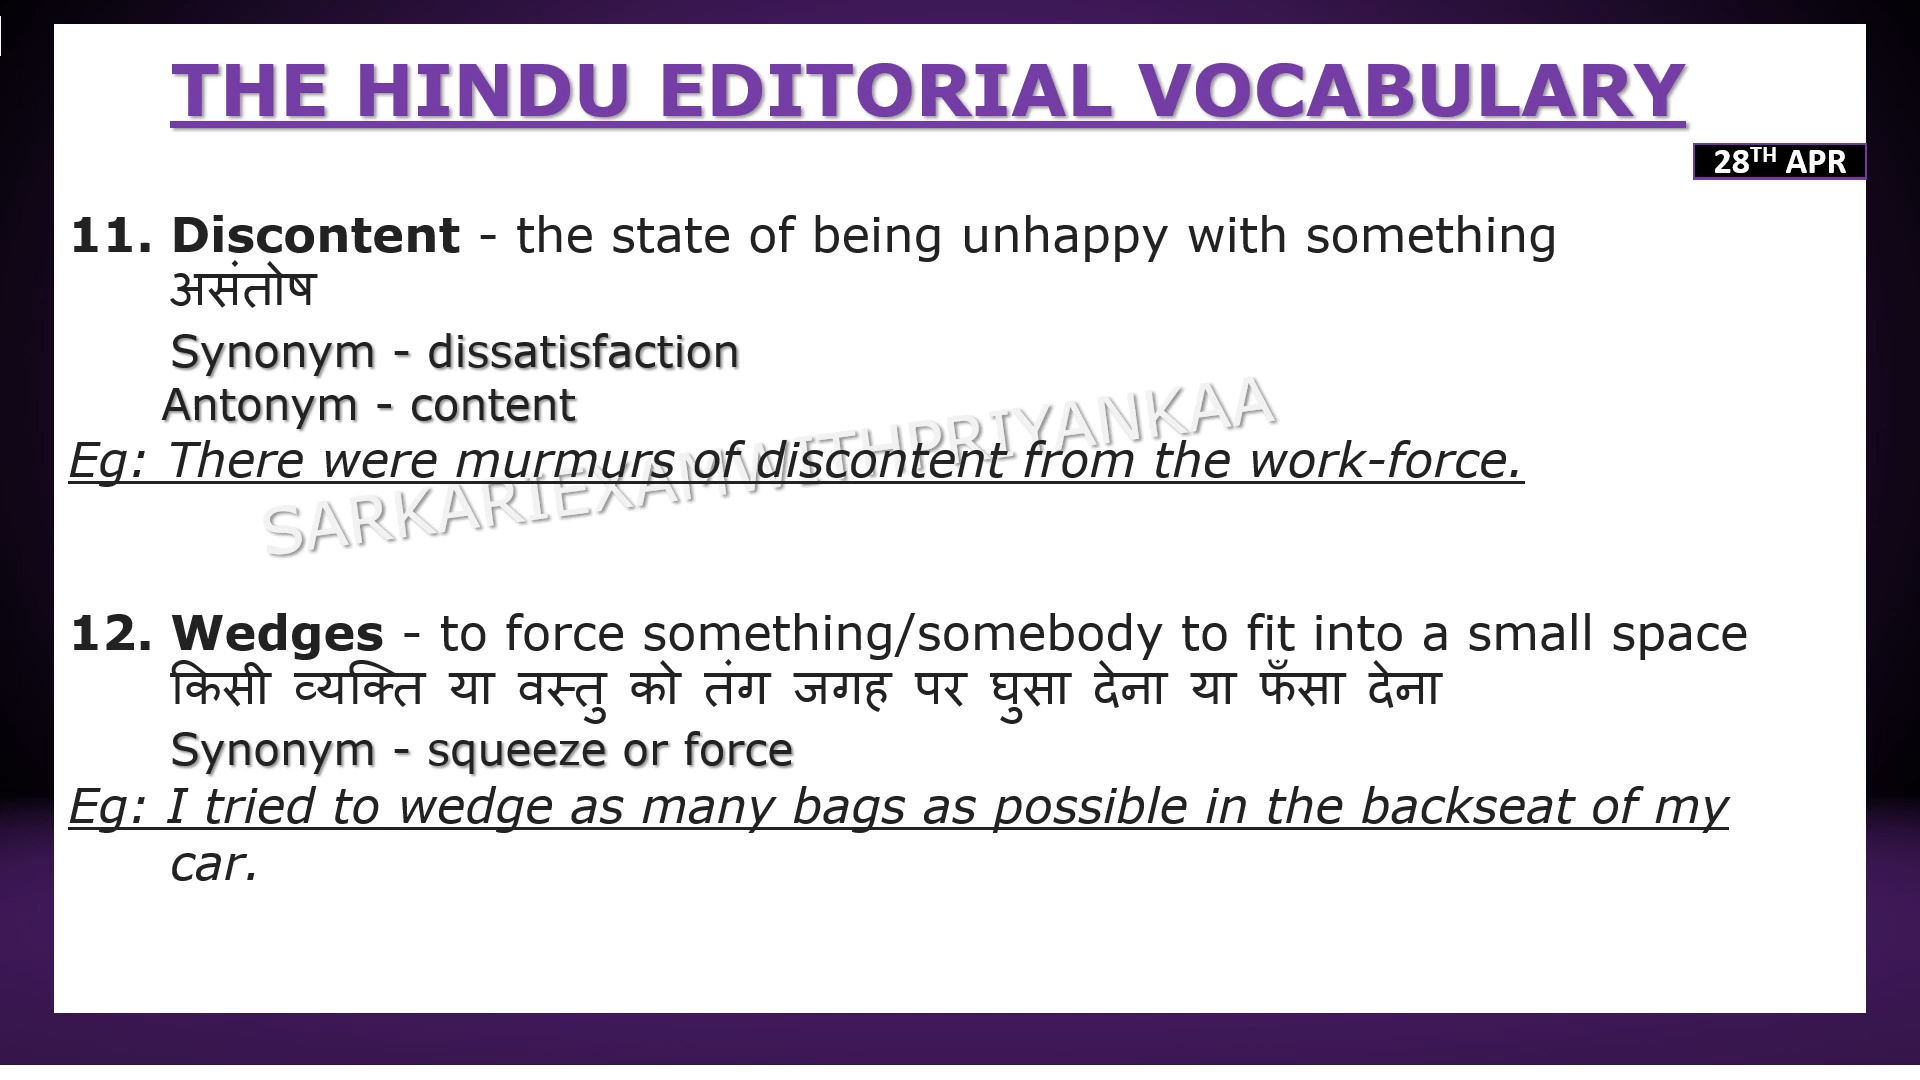 THE HINDU EDITORIAL VOCABULARY
28TH APR
11. Discontent - the state of being unhappy with something
असंतोष
Synonym - dissatisfaction
Antonym - content
Eg: There were murmurs of discontent from the work-force.
SARKARIEXAMWITHPRIYANKAA
12. Wedges - to force something/somebody to fit into a small space
किसी व्यक्ति या वस्तु को तंग जगह पर घुसा देना या फँसा देना
Synonym - squeeze or force
Eg: I tried to wedge as many bags as possible in the backseat of my
car.